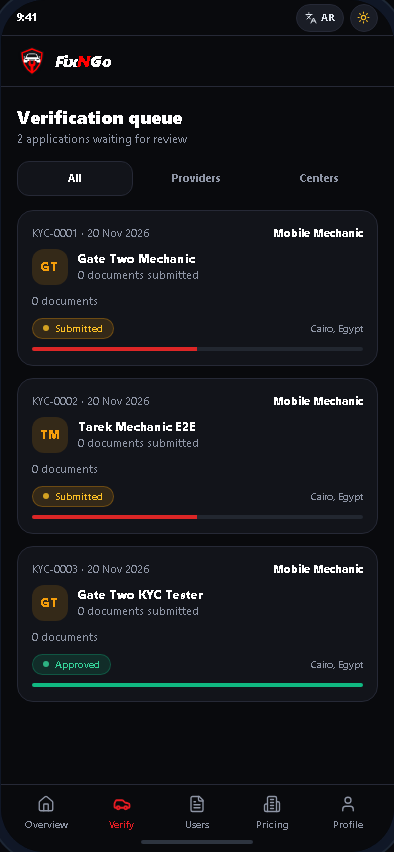 9:41
AR
FixNGo
Verification queue
2 applications waiting for review
All Providers Centers
KYC-0001 · 20 Nov 2026 Mobile Mechanic
GT
Gate Two Mechanic
0 documents submitted
0 documents
Submitted Cairo, Egypt
KYC-0002 · 20 Nov 2026 Mobile Mechanic
TM
Tarek Mechanic E2E
0 documents submitted
0 documents
Submitted Cairo, Egypt
KYC-0003 · 20 Nov 2026 Mobile Mechanic
GT
Gate Two KYC Tester
0 documents submitted
0 documents
Approved Cairo, Egypt
Overview Verify Users Pricing Profile